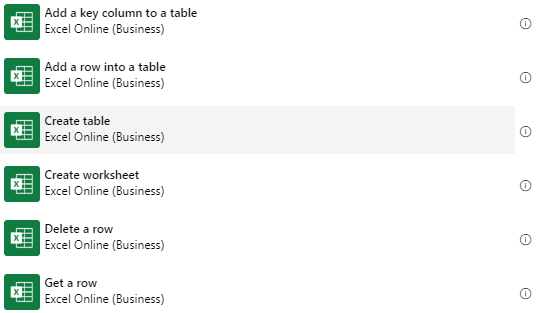 Add a key column to a table
Excel Online (Business)
Add a row into a table
Excel Online (Business)
Create table
Excel Online (Business)
Create worksheet
Excel Online (Business)
Delete a row
Excel Online (Business)
Get a row
Excel Online (Business)